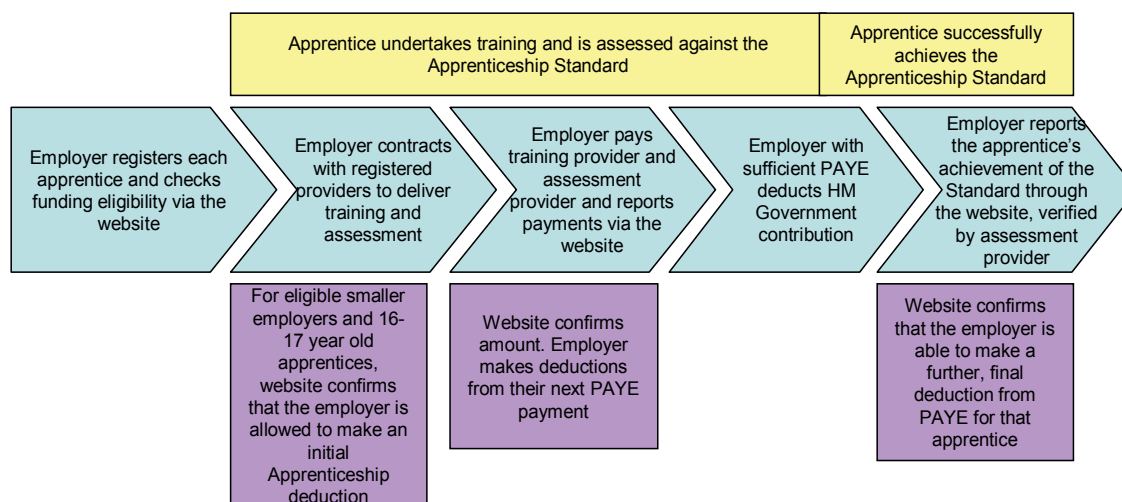 Apprentice undertakes training and is assessed against the
Apprenticeship Standard
Apprentice successfully
achieves the
Apprenticeship Standard
Employer registers each
apprentice and checks
funding eligibility via the
website
Employer contracts
with registered
providers to deliver
training and
assessment
Employer pays
training provider and
assessment
provider and reports
payments via the
website
Employer with
sufficient PAYE
deducts HM
Government
contribution
Employer reports
the apprentice’s
achievement of the
Standard through
the website, verified
by assessment
provider
For eligible smaller
employers and 16-
17 year old
apprentices,
website confirms
that the employer is
allowed to make an
initial
Apprenticeship
deduction
Website confirms
amount. Employer
makes deductions
from their next PAYE
payment
Website confirms
that the employer is
able to make a
further, final
deduction from
PAYE for that
apprentice